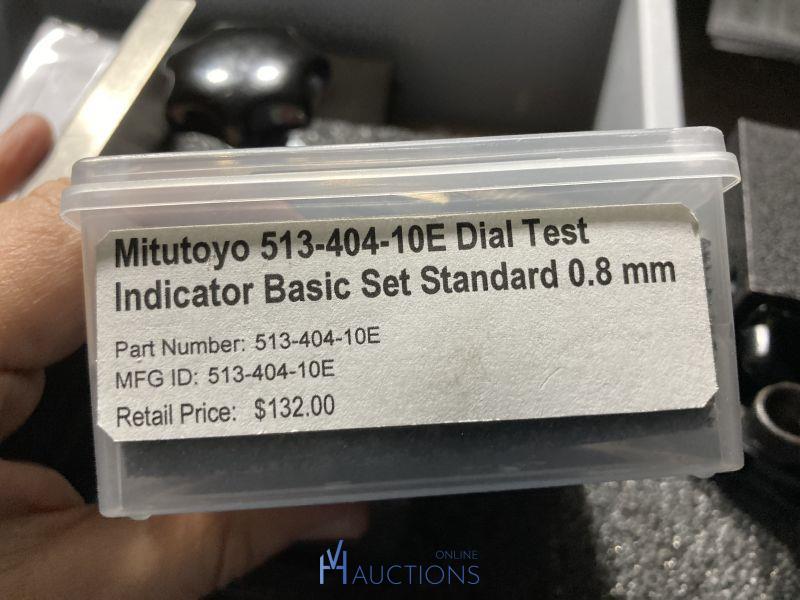 Mitutoyo 513-404-10E Dial Test
Indicator Basic Set Standard 0.8 mm
Part Number: 513-404-10E
MFG ID: 513-404-10E
Retail Price: $132.00
HV ONLINE
AUCTIONS